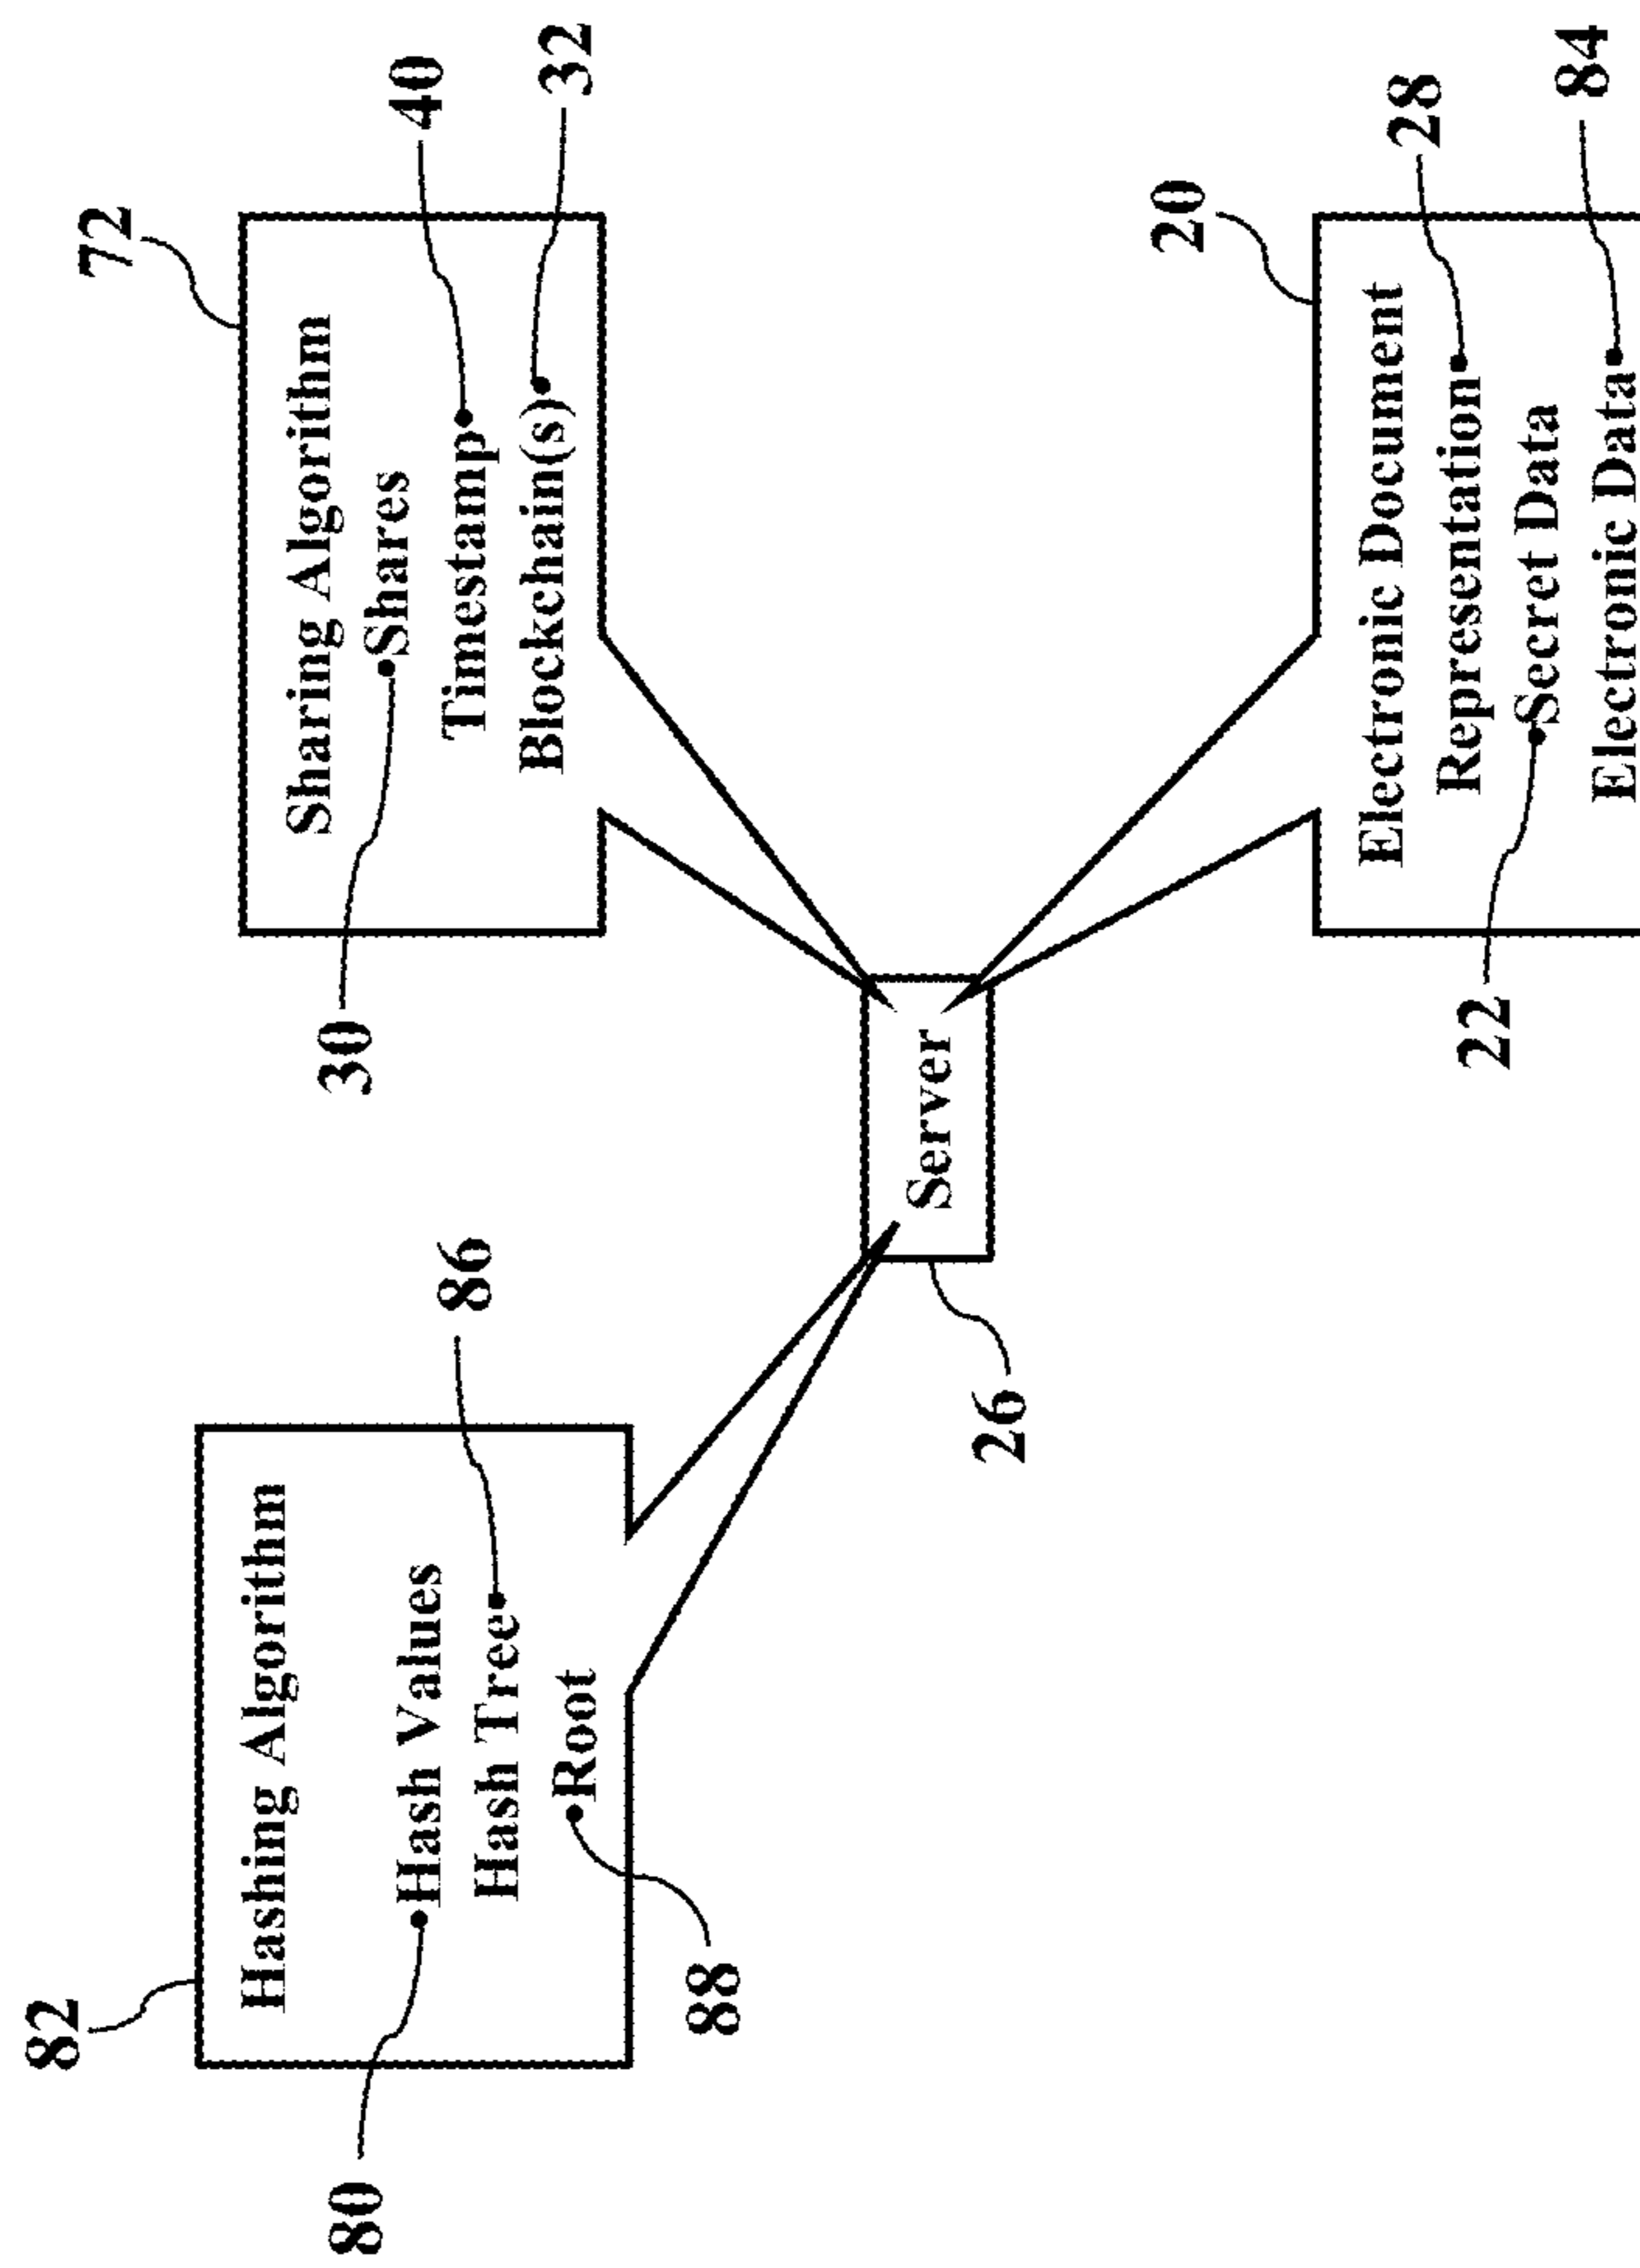 82
Hashing Algorithm
80
Hash Values
Hash Tree
86
Root
88
72
Sharing Algorithm
30
Shares
Timestamp
40
Blockchain(s)
32
Server
26
20
Electronic Document
Representation
28
Secret Data
22
Electronic Data
84